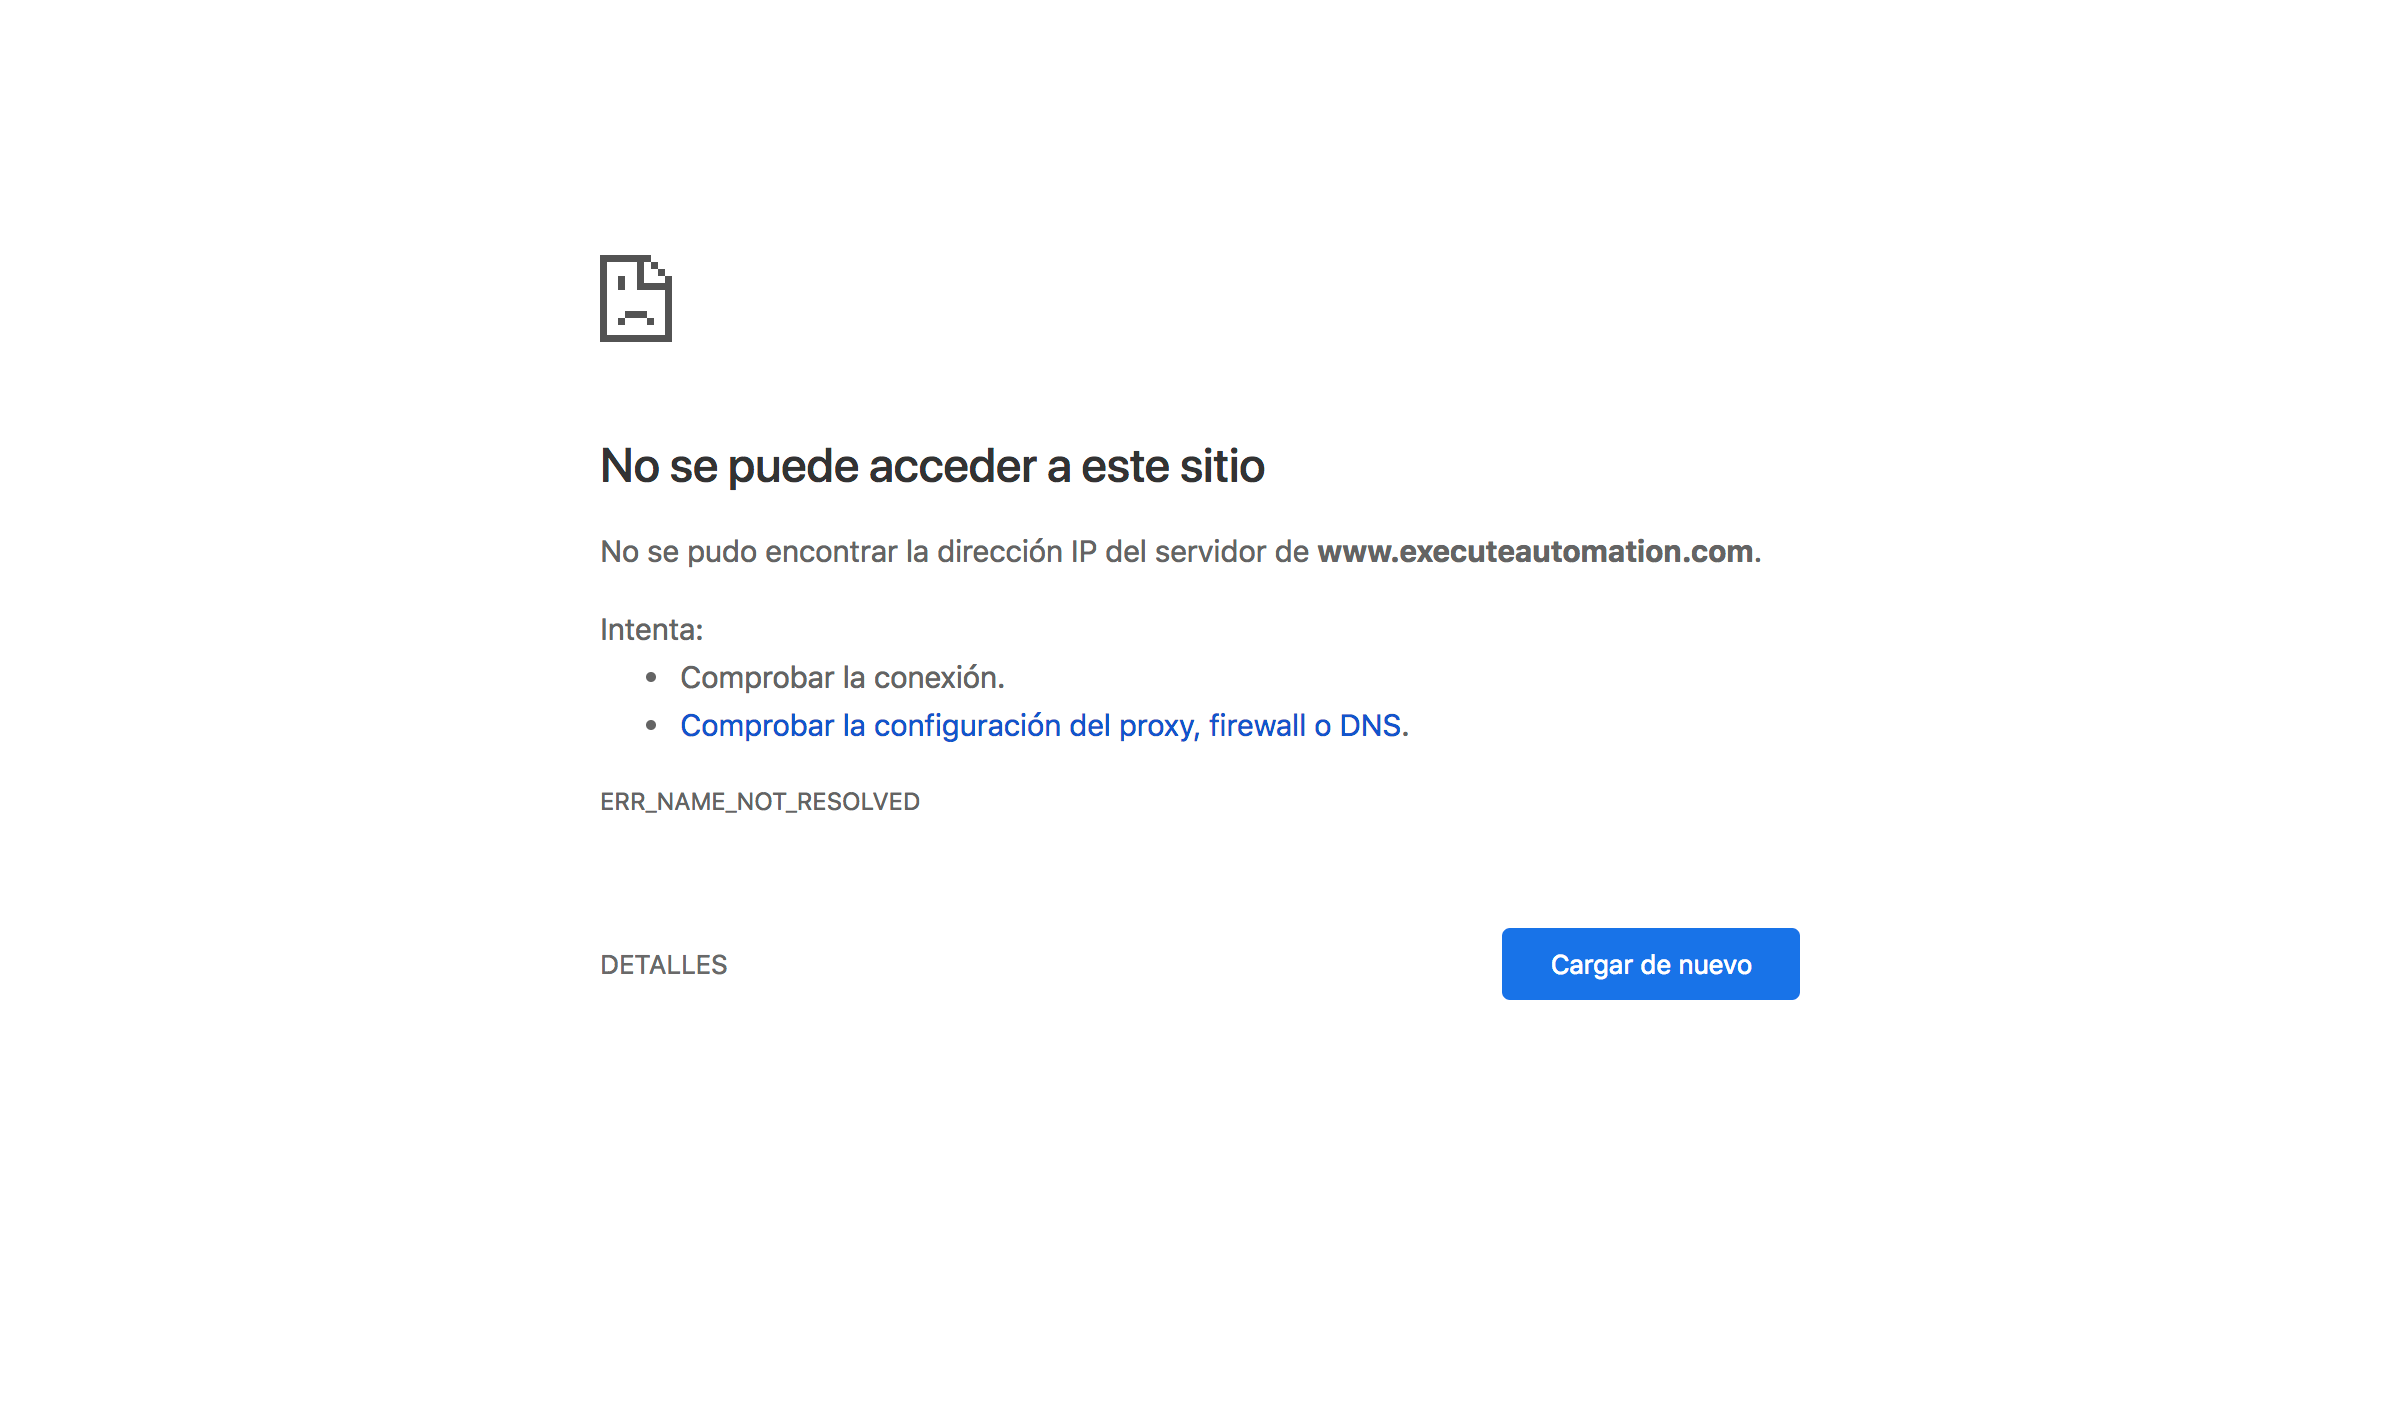 No se puede acceder a este sitio
No se pudo encontrar la dirección IP del servidor de www.executeautomation.com.
Intenta:
• Comprobar la conexión.
• Comprobar la configuración del proxy, firewall o DNS.
ERR_NAME_NOT_RESOLVED
DETALLES
Cargar de nuevo